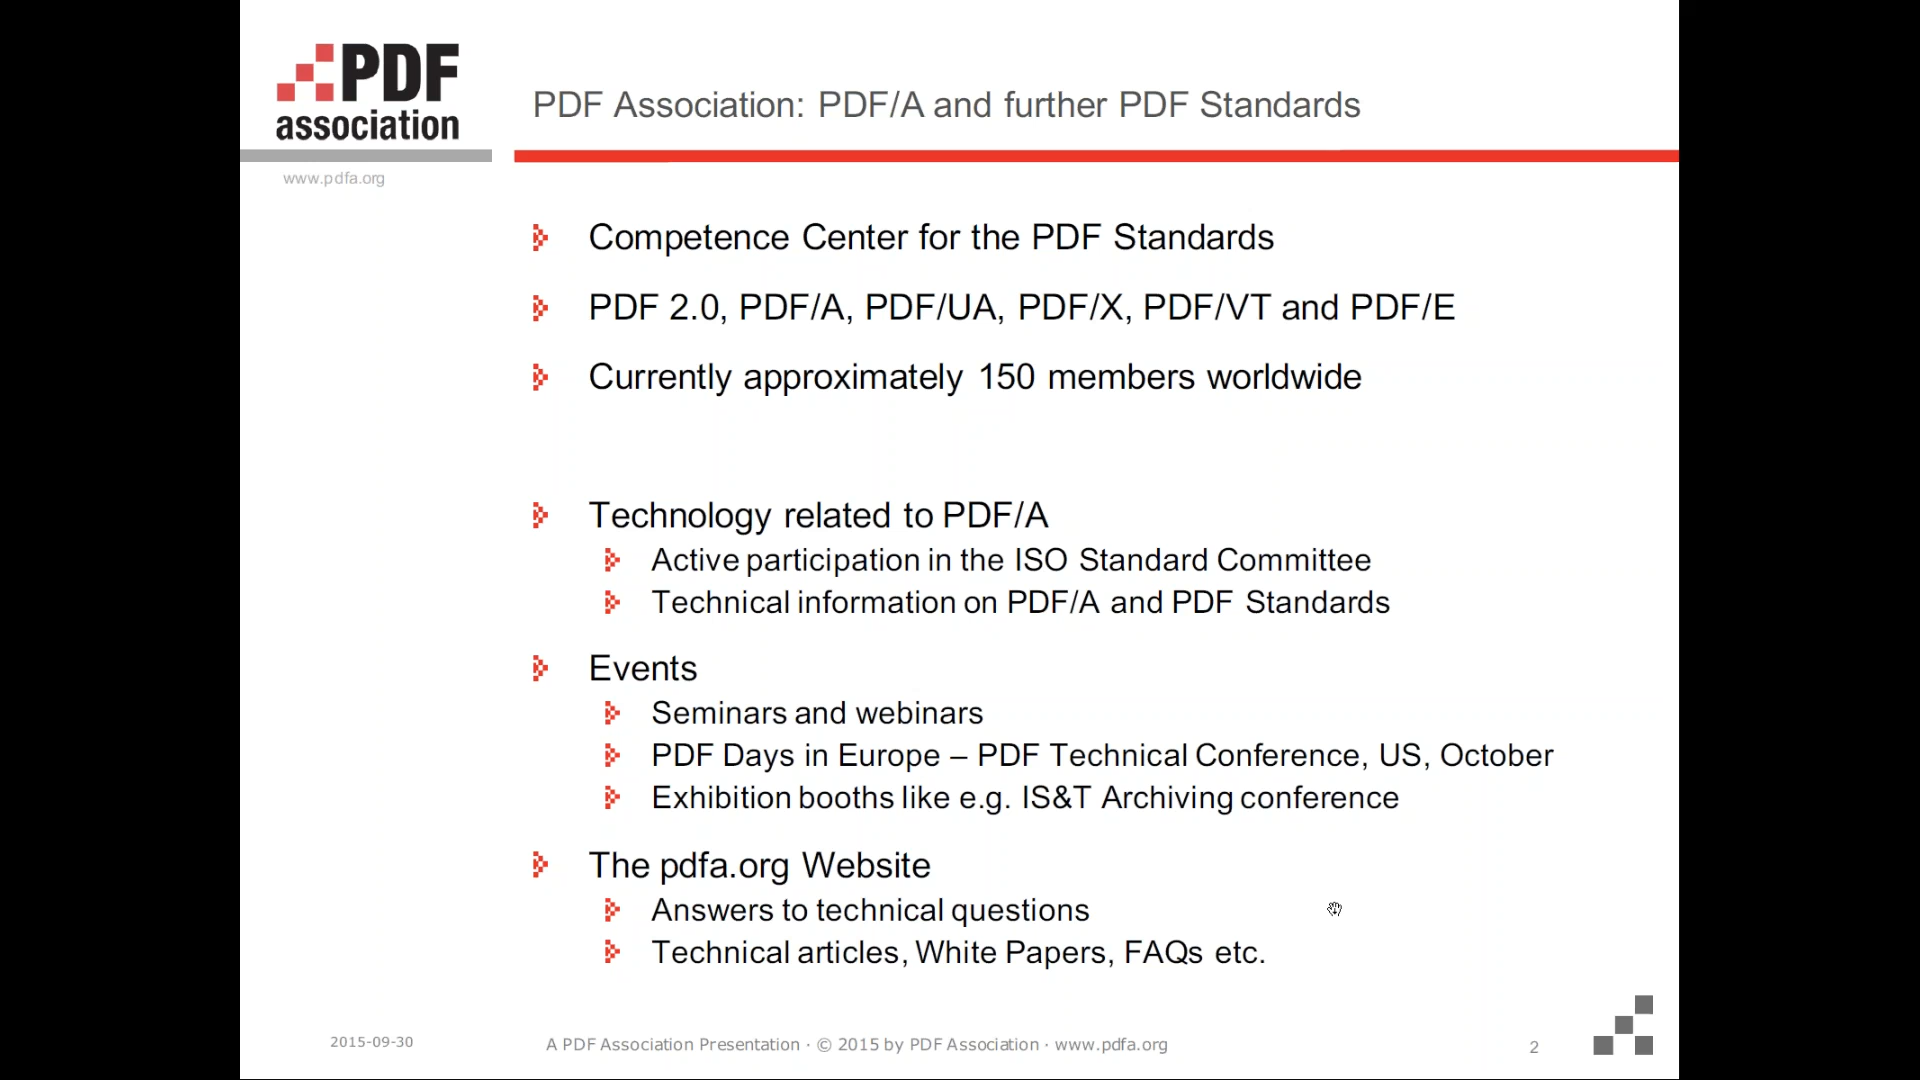 PDF
association
PDF Association: PDF/A and further PDF Standards
www.pdfa.org
Competence Center for the PDF Standards
PDF 2.0, PDF/A, PDF/UA, PDF/X, PDF/VT and PDF/E
Currently approximately 150 members worldwide
Technology related to PDF/A
Active participation in the ISO Standard Committee
Technical information on PDF/A and PDF Standards
Events
Seminars and webinars
PDF Days in Europe – PDF Technical Conference, US, October
Exhibition booths like e.g. IS&T Archiving conference
The pdfa.org Website
Answers to technical questions
Technical articles, White Papers, FAQs etc.
2015-09-30
A PDF Association Presentation · © 2015 by PDF Association · www.pdfa.org
2